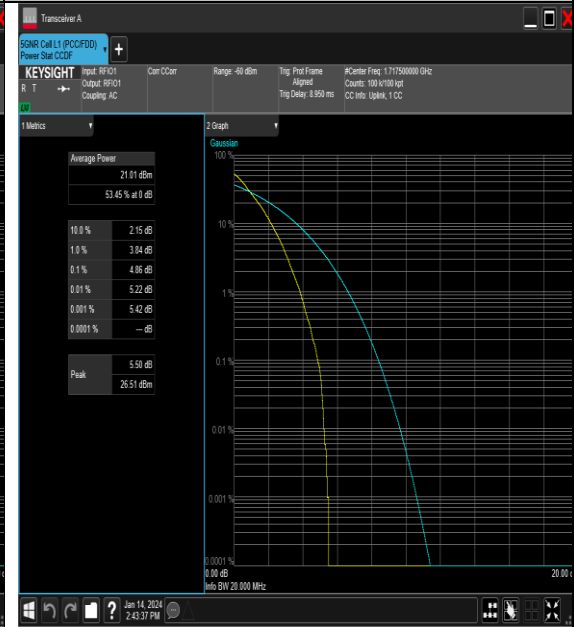 Transceiver A
5GNR Cell L1 (PCC/FDD)
Power Stat CCDF
KEYSIGHT
R T
LW
Input: RFIO1
Output: RFIO1
Coupling: AC
Corr CCorr
Range: -60 dBm
Trig: Prot Frame
Aligned
Trig Delay: 8.950 ms
#Center Freq: 1.717500000 GHz
Counts: 100 k/100 kpt
CC Info: Uplink, 1 CC
1 Metrics
Average Power
21.01 dBm
53.45 % at 0 dB
10.0 % 2.15 dB
1.0 % 3.84 dB
0.1 % 4.86 dB
0.01 % 5.22 dB
0.001 % 5.42 dB
0.0001 % --- dB
Peak
5.50 dB
26.51 dBm
2 Graph
Gaussian
100 %
10 %
1 %
0.1 %
0.01 %
0.001 %
0.0001 %
0.00 dB
20.00
Info BW 20.000 MHz
Jan 14, 2024
2:43:37 PM